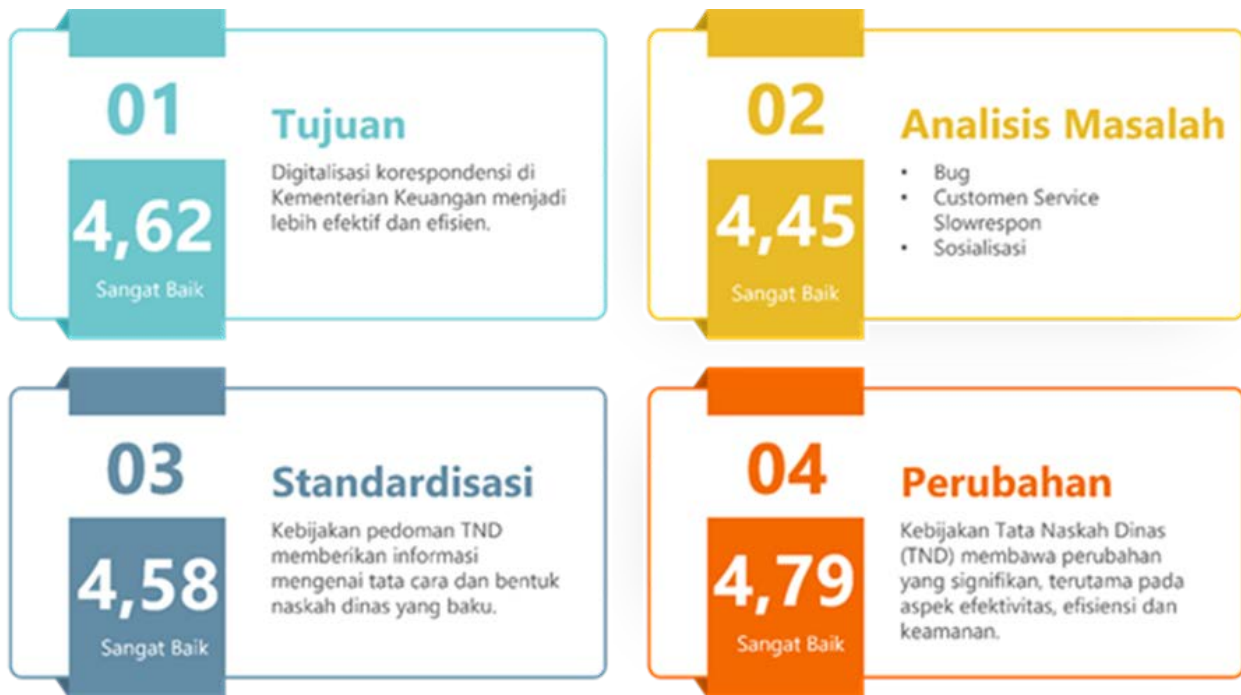 01
Tujuan
Digitalisasi korespondensi di
Kementerian Keuangan menjadi
lebih efektif dan efisien.
4,62
Sangat Baik
02
Analisis Masalah
• Bug
• Customen Service
Slowrespon
• Sosialisasi
4,45
Sangat Baik
03
Standardisasi
Kebijakan pedoman TND
memberikan informasi
mengenai tata cara dan bentuk
naskah dinas yang baku.
4,58
Sangat Baik
04
Perubahan
Kebijakan Tata Naskah Dinas
(TND) membawa perubahan
yang signifikan, terutama pada
aspek efektivitas, efisiensi dan
keamanan.
4,79
Sangat Baik